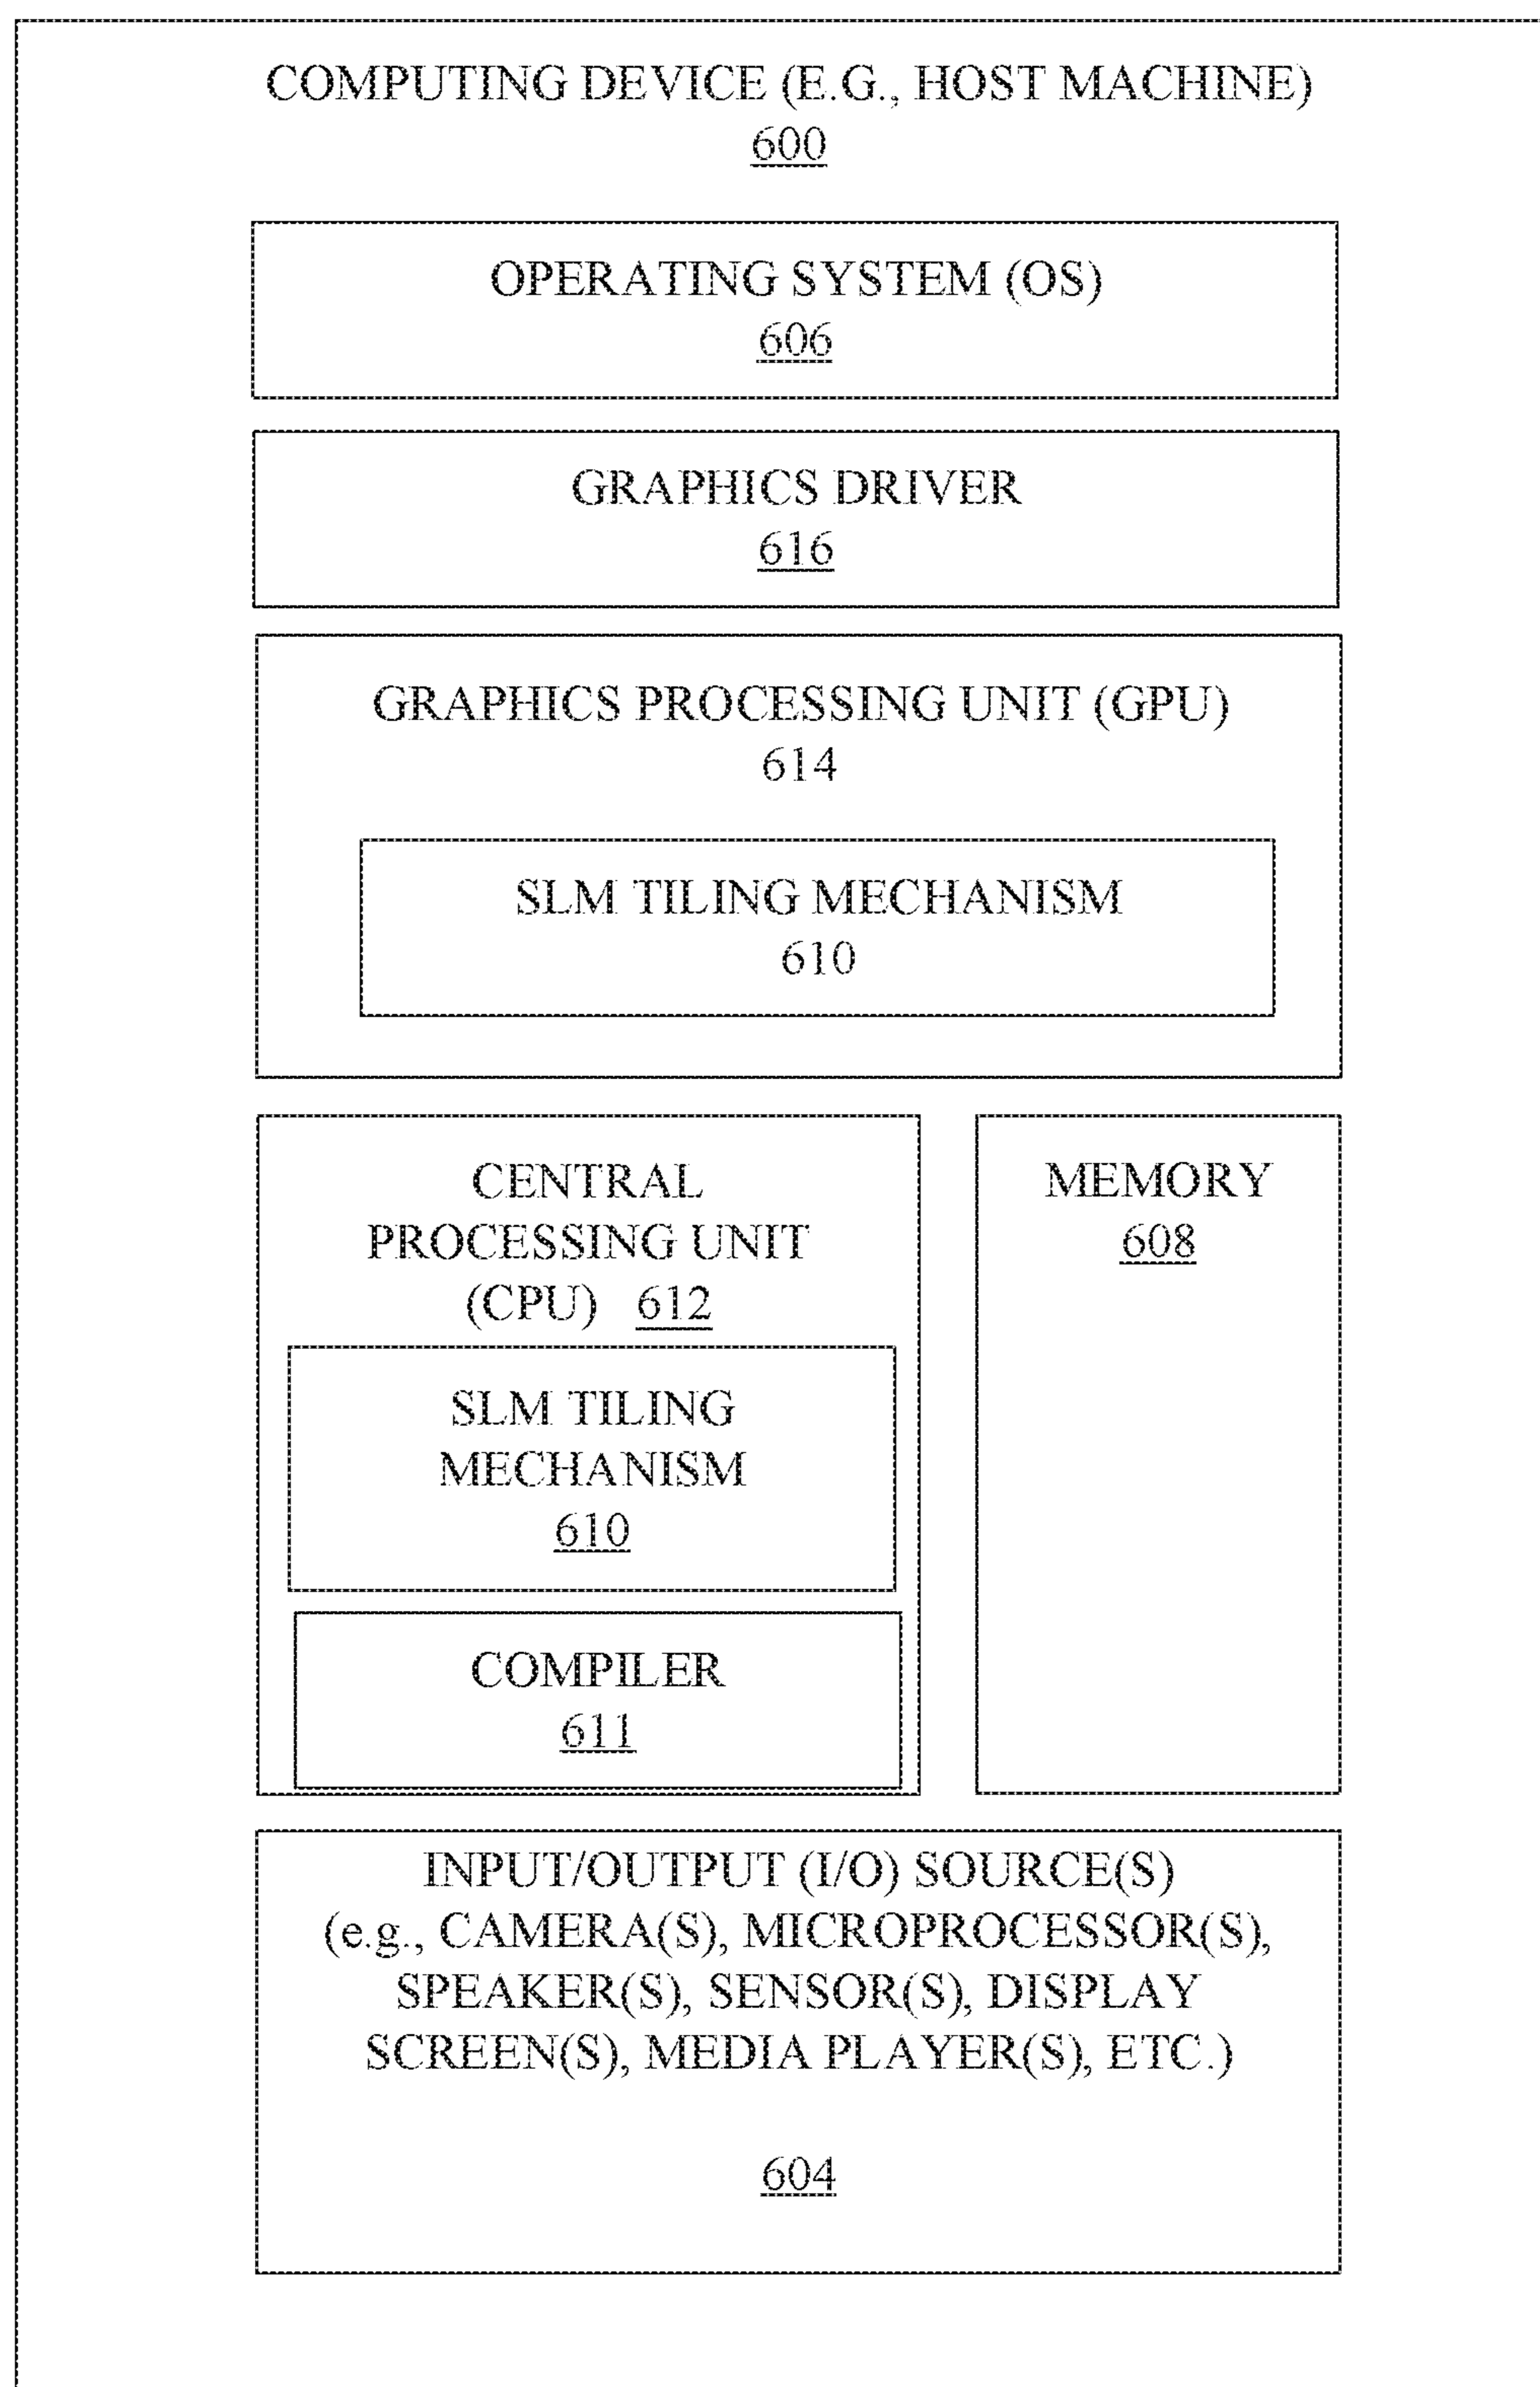 COMPUTING DEVICE (E.G., HOST MACHINE)
600
OPERATING SYSTEM (OS)
606
GRAPHICS DRIVER
616
GRAPHICS PROCESSING UNIT (GPU)
614
SLM TILING MECHANISM
610
CENTRAL
PROCESSING UNIT
(CPU) 612
SLM TILING
MECHANISM
610
COMPILER
611
MEMORY
608
INPUT/OUTPUT (I/O) SOURCE(S)
(e.g., CAMERA(S), MICROPROCESSOR(S),
SPEAKER(S), SENSOR(S), DISPLAY
SCREEN(S), MEDIA PLAYER(S), ETC.)
604